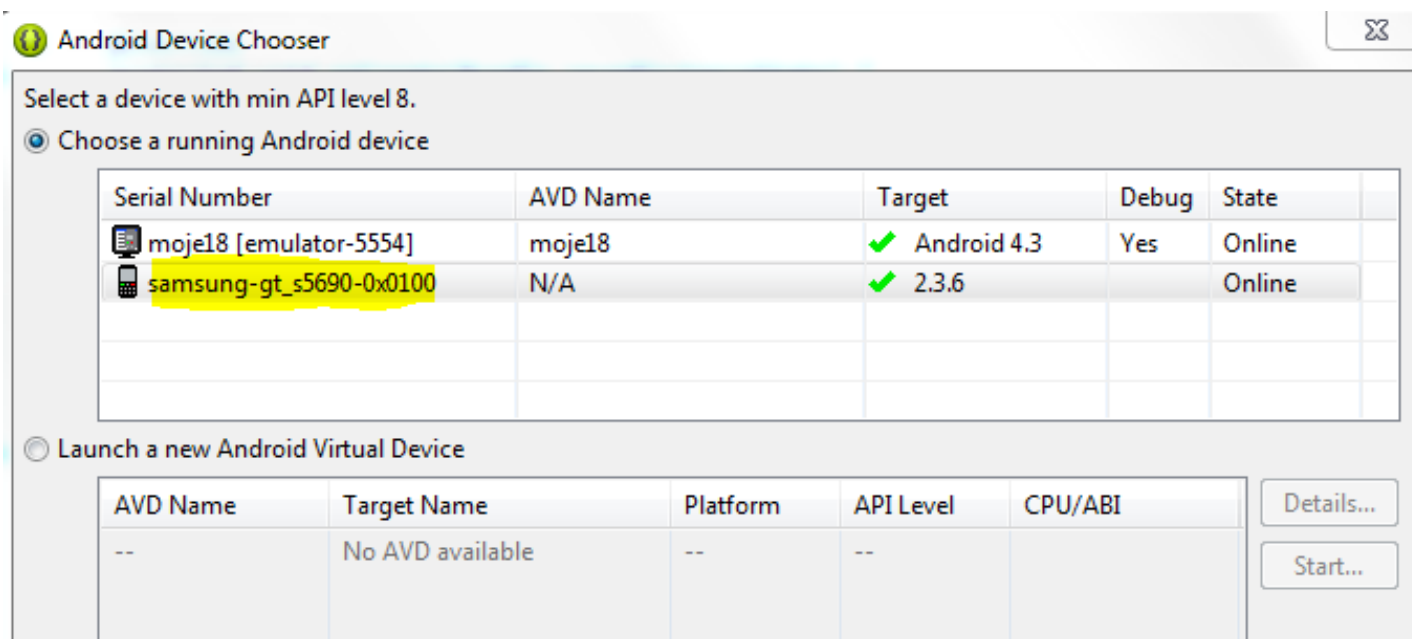 Android Device Chooser
Select a device with min API level 8.
Choose a running Android device
Serial Number AVD Name Target Debug State
moje18 [emulator-5554] moje18 Android 4.3 Yes Online
samsung-gt_s5690-0x0100 N/A 2.3.6 Online
Launch a new Android Virtual Device
AVD Name Target Name Platform API Level CPU/ABI Details...
-- No AVD available -- -- Start...